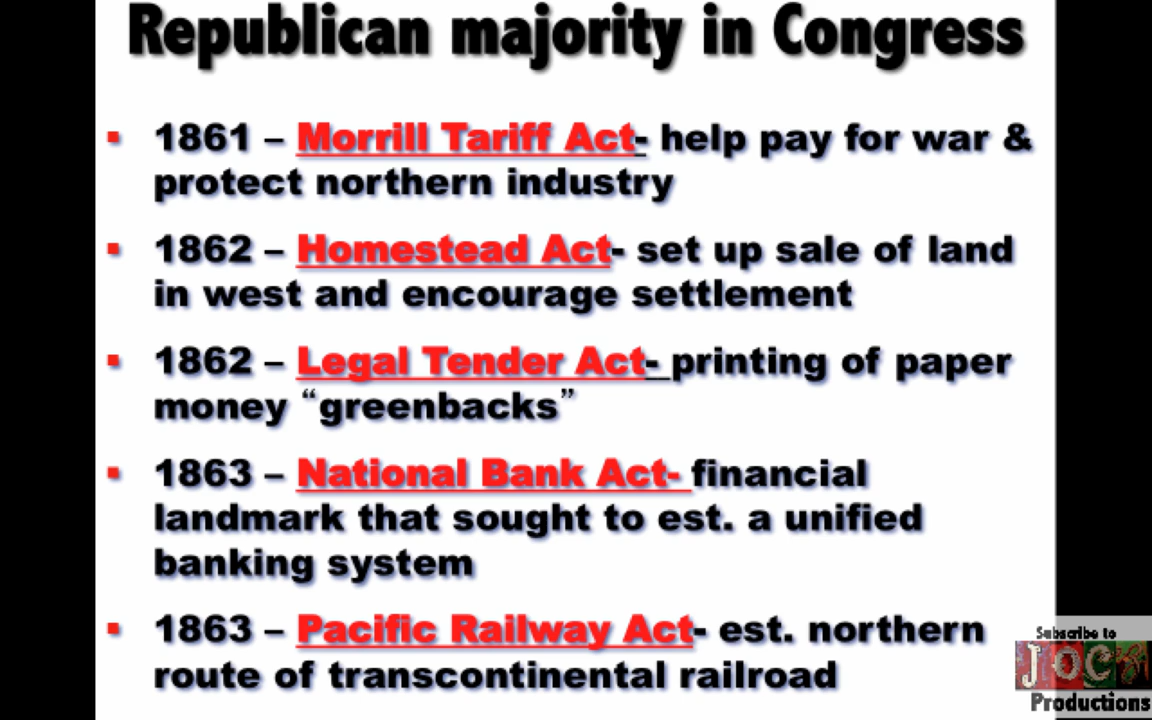 Republican majority in Congress
▪ 1861 – Morrill Tariff Act- help pay for war &
protect northern industry
▪ 1862 – Homestead Act- set up sale of land
in west and encourage settlement
▪ 1862 – Legal Tender Act- printing of paper
money “greenbacks”
▪ 1863 – National Bank Act- financial
landmark that sought to est. a unified
banking system
▪ 1863 – Pacific Railway Act- est. northern
route of transcontinental railroad
Subscribe to
Productions